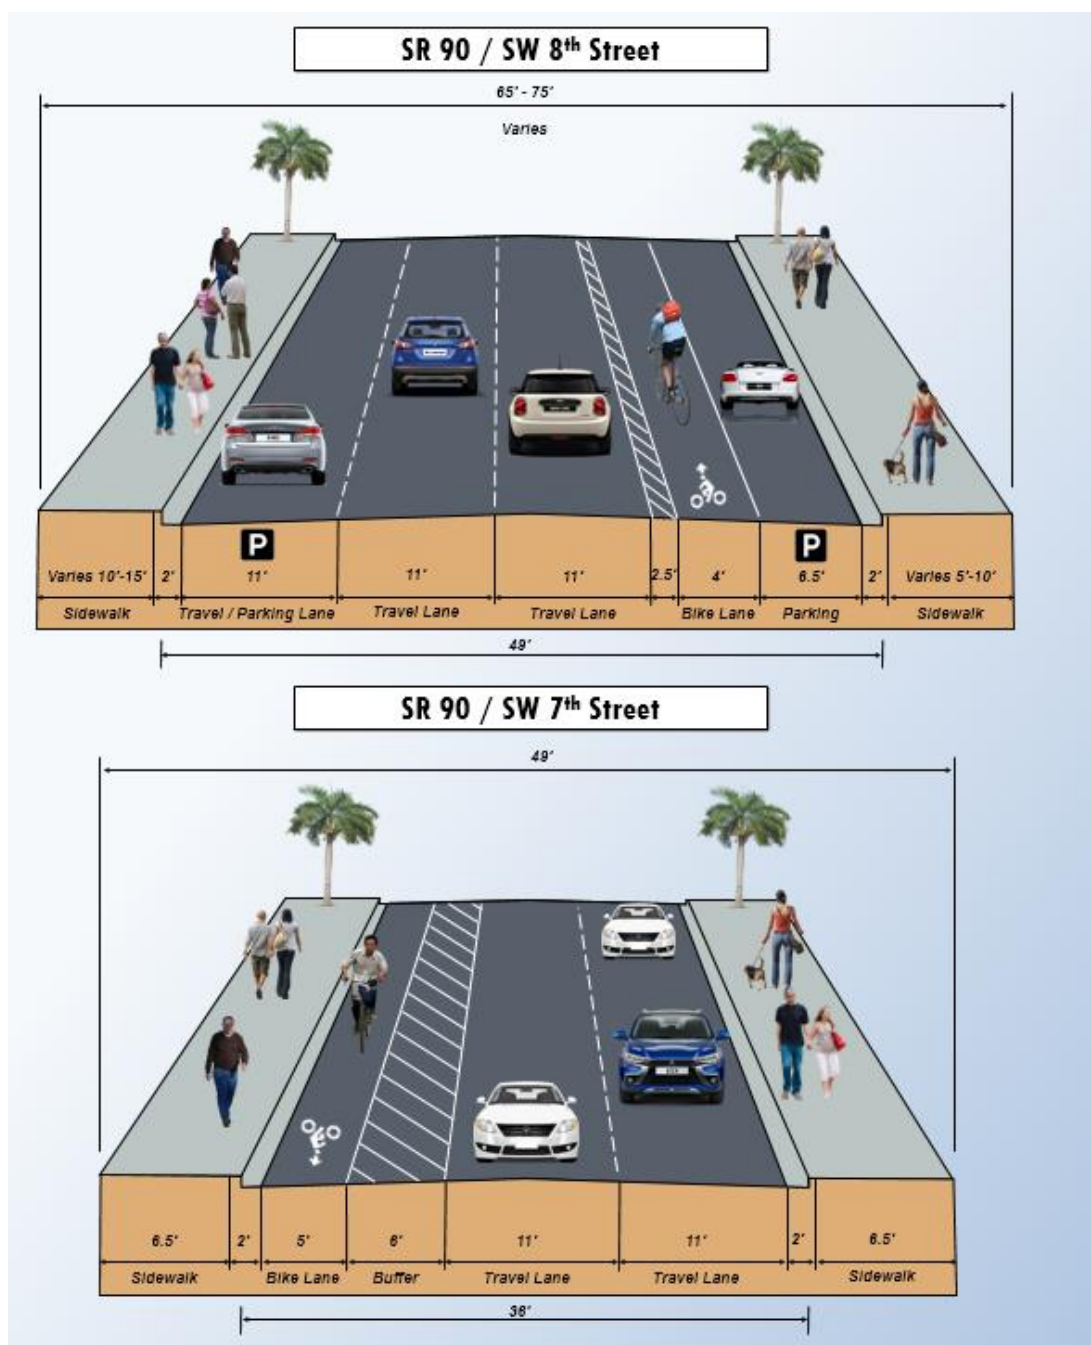 SR 90 / SW 8th Street
65' - 75'
Varies
P P
Varies 10'-15' 2' 11' 11' 11' 2.5' 4' 6.5' 2' Varies 5'-10'
Sidewalk Travel / Parking Lane Travel Lane Travel Lane Bike Lane Parking Sidewalk
49'
SR 90 / SW 7th Street
49'
6.5' 2' 5' 6' 11' 11' 2' 6.5'
Sidewalk Bike Lane Buffer Travel Lane Travel Lane Sidewalk
36'